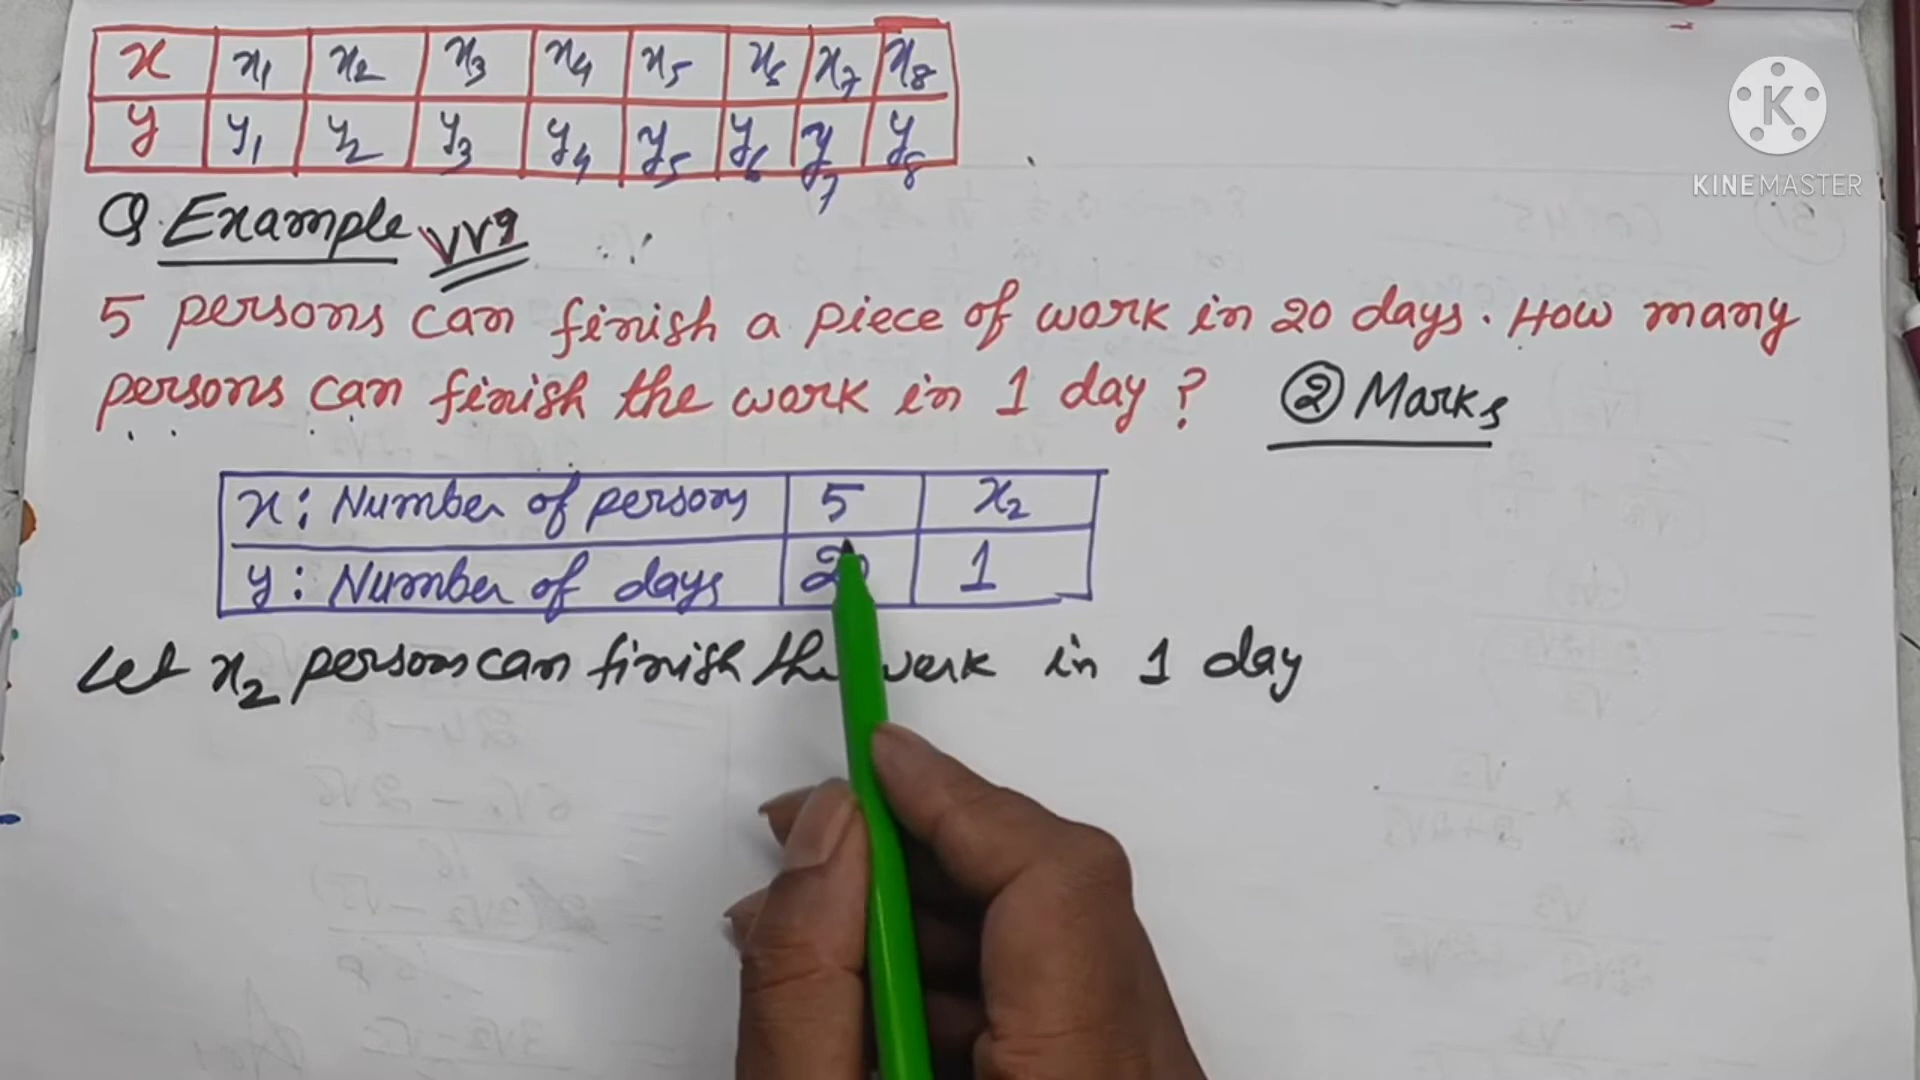 x x1 x2 x3 x4 x5 x6 x7 x8
y y1 y2 y3 y4 y5 y6 y7 y8
K
KINEMASTER
Q. Example VVI
5 persons can finish a piece of work in 20 days. How many
persons can finish the work in 1 day? ② Marks
x: Number of persons 5 x2
y: Number of days 20 1
Let x2 persons can finish the work in 1 day